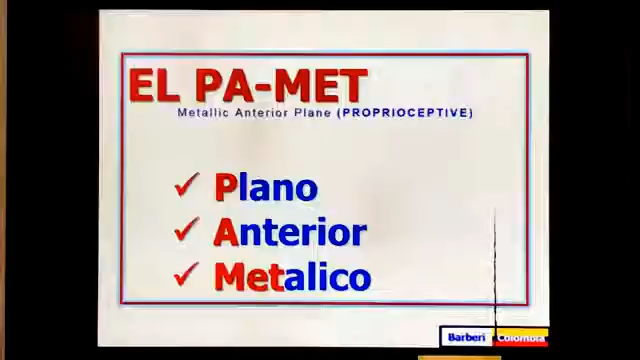 EL PA-MET
Metallic Anterior Plane (PROPRIOCEPTIVE)
✓ Plano
✓ Anterior
✓ Metalico
Barberi Colombia